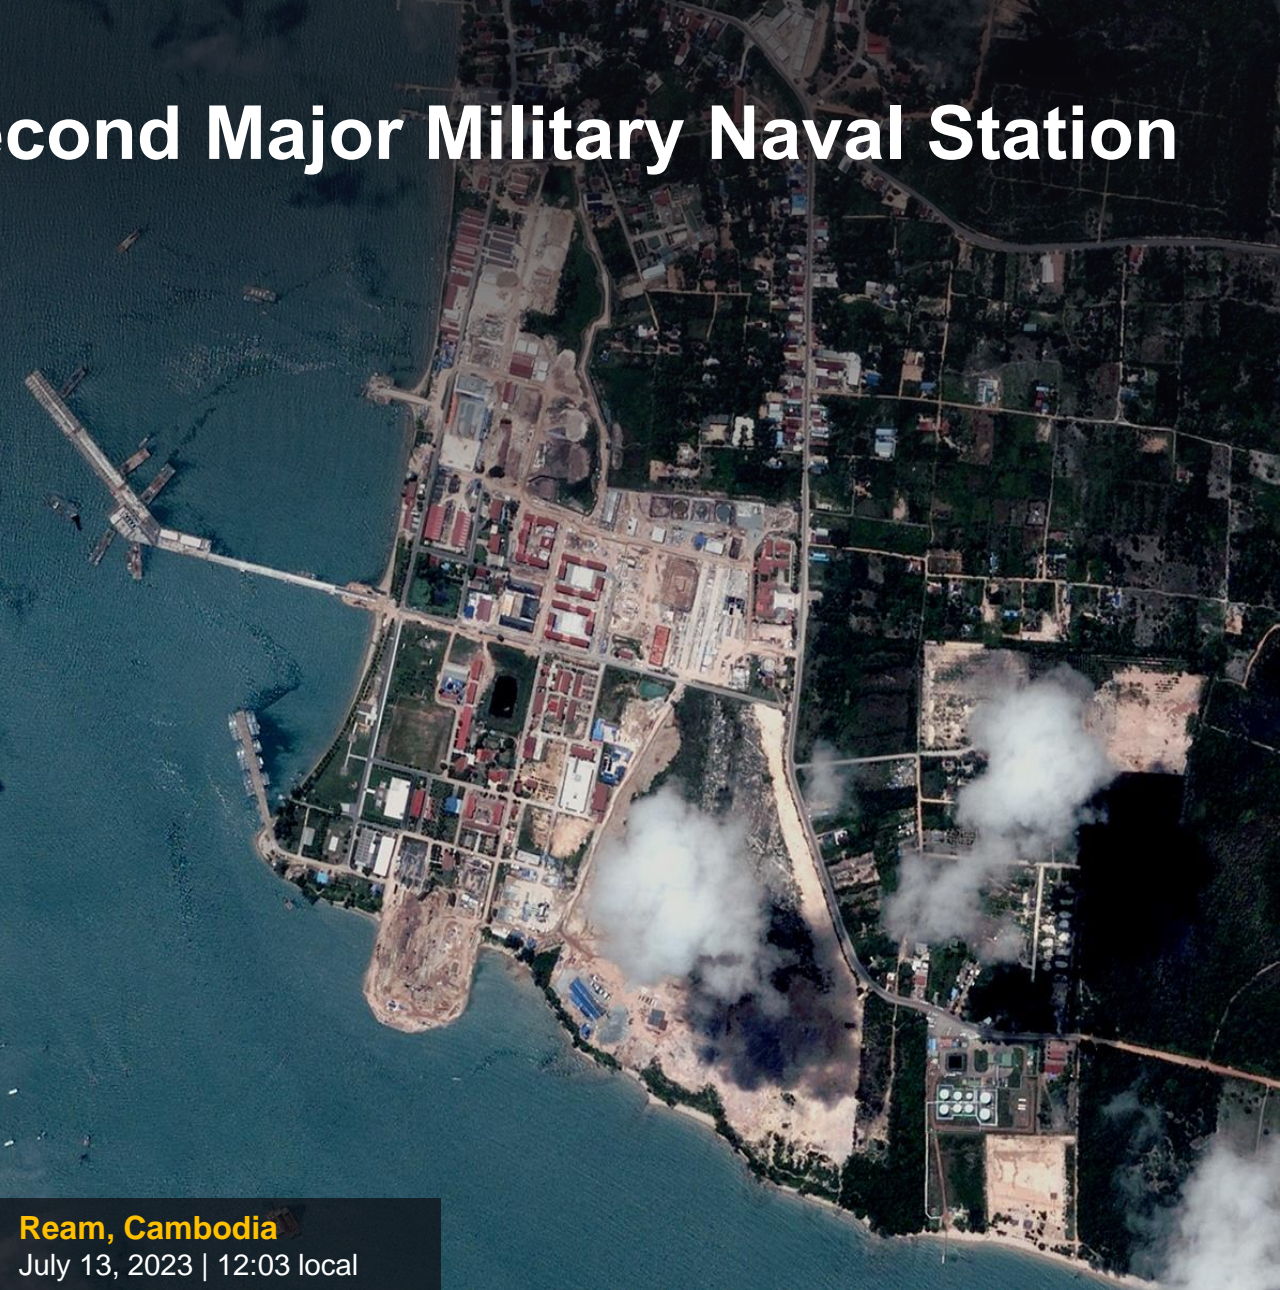 econd Major Military Naval Station
Ream, Cambodia
July 13, 2023 | 12:03 local